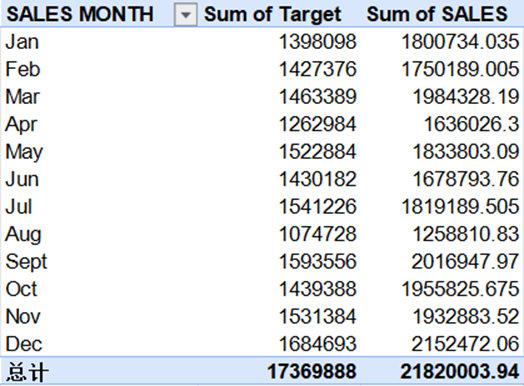 SALES MONTH Sum of Target Sum of SALES
Jan 1398098 1800734.035
Feb 1427376 1750189.005
Mar 1463389 1984328.19
Apr 1262984 1636026.3
May 1522884 1833803.09
Jun 1430182 1678793.76
Jul 1541226 1819189.505
Aug 1074728 1258810.83
Sept 1593556 2016947.97
Oct 1439388 1955825.675
Nov 1531384 1932883.52
Dec 1684693 2152472.06
总计 17369888 21820003.94